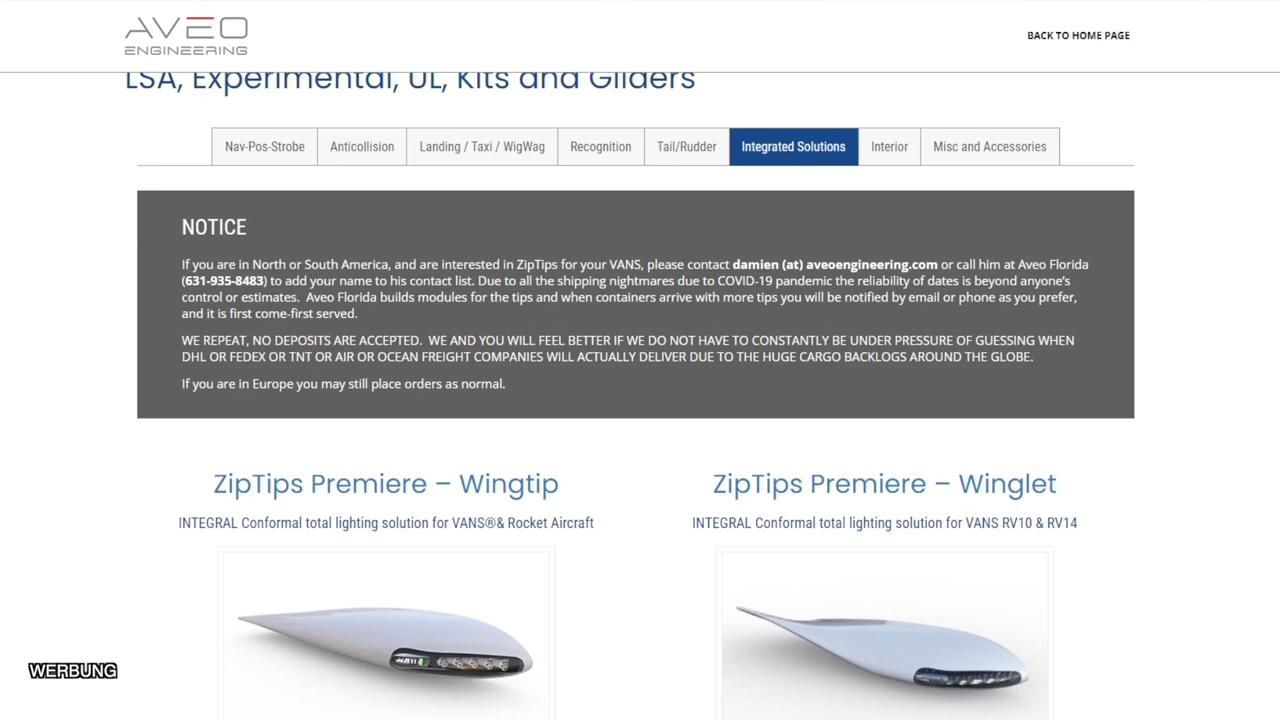 AVEO
ENGINEERING
BACK TO HOME PAGE
LSA, Experimental, UL, Kits and Gliders
Nav-Pos-Strobe
Anticollision
Landing / Taxi / WigWag
Recognition
Tail/Rudder
Integrated Solutions
Interior
Misc and Accessories
NOTICE
If you are in North or South America, and are interested in ZipTips for your VANS, please contact damien (at) aveoengineering.com or call him at Aveo Florida
(631-935-8483) to add your name to his contact list. Due to all the shipping nightmares due to COVID-19 pandemic the reliability of dates is beyond anyone's
control or estimates.  Aveo Florida builds modules for the tips and when containers arrive with more tips you will be notified by email or phone as you prefer,
and it is first come-first served.
WE REPEAT, NO DEPOSITS ARE ACCEPTED.  WE AND YOU WILL FEEL BETTER IF WE DO NOT HAVE TO CONSTANTLY BE UNDER PRESSURE OF GUESSING WHEN
DHL OR FEDEX OR TNT OR AIR OR OCEAN FREIGHT COMPANIES WILL ACTUALLY DELIVER DUE TO THE HUGE CARGO BACKLOGS AROUND THE GLOBE.
If you are in Europe you may still place orders as normal.
ZipTips Premiere – Wingtip
INTEGRAL Conformal total lighting solution for VANS®& Rocket Aircraft
ZipTips Premiere – Winglet
INTEGRAL Conformal total lighting solution for VANS RV10 & RV14
WERBUNG